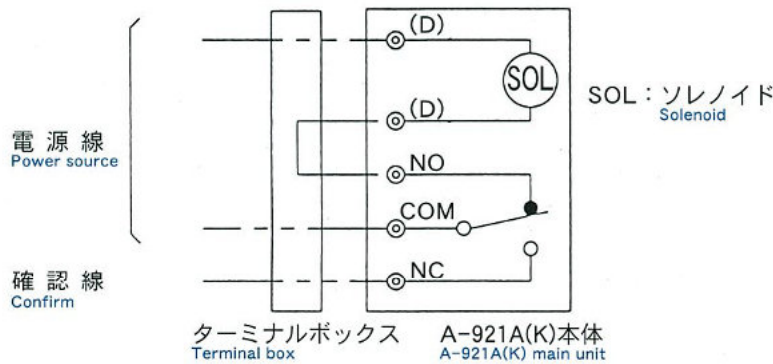 (D)
SOL
SOL：ソレノイド
Solenoid
(D)
電源線
Power source
NO
COM
NC
確認線
Confirm
ターミナルボックス
Terminal box
A-921A(K)本体
A-921A(K) main unit